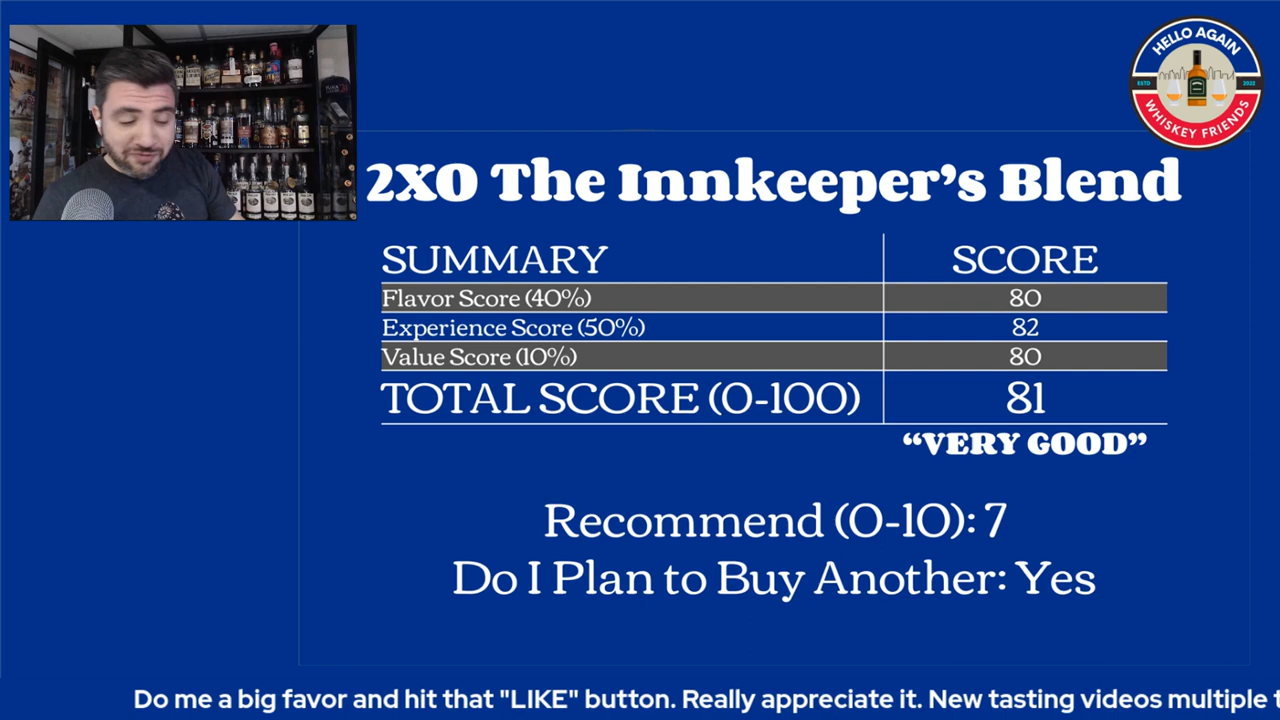 HELLO AGAIN
ESTD 2022
WHISKEY FRIENDS
2XO The Innkeeper's Blend
SUMMARY SCORE
Flavor Score (40%) 80
Experience Score (50%) 82
Value Score (10%) 80
TOTAL SCORE (0-100) 81
“VERY GOOD”
Recommend (0-10): 7
Do I Plan to Buy Another: Yes
Do me a big favor and hit that "LIKE" button. Really appreciate it. New tasting videos multiple t